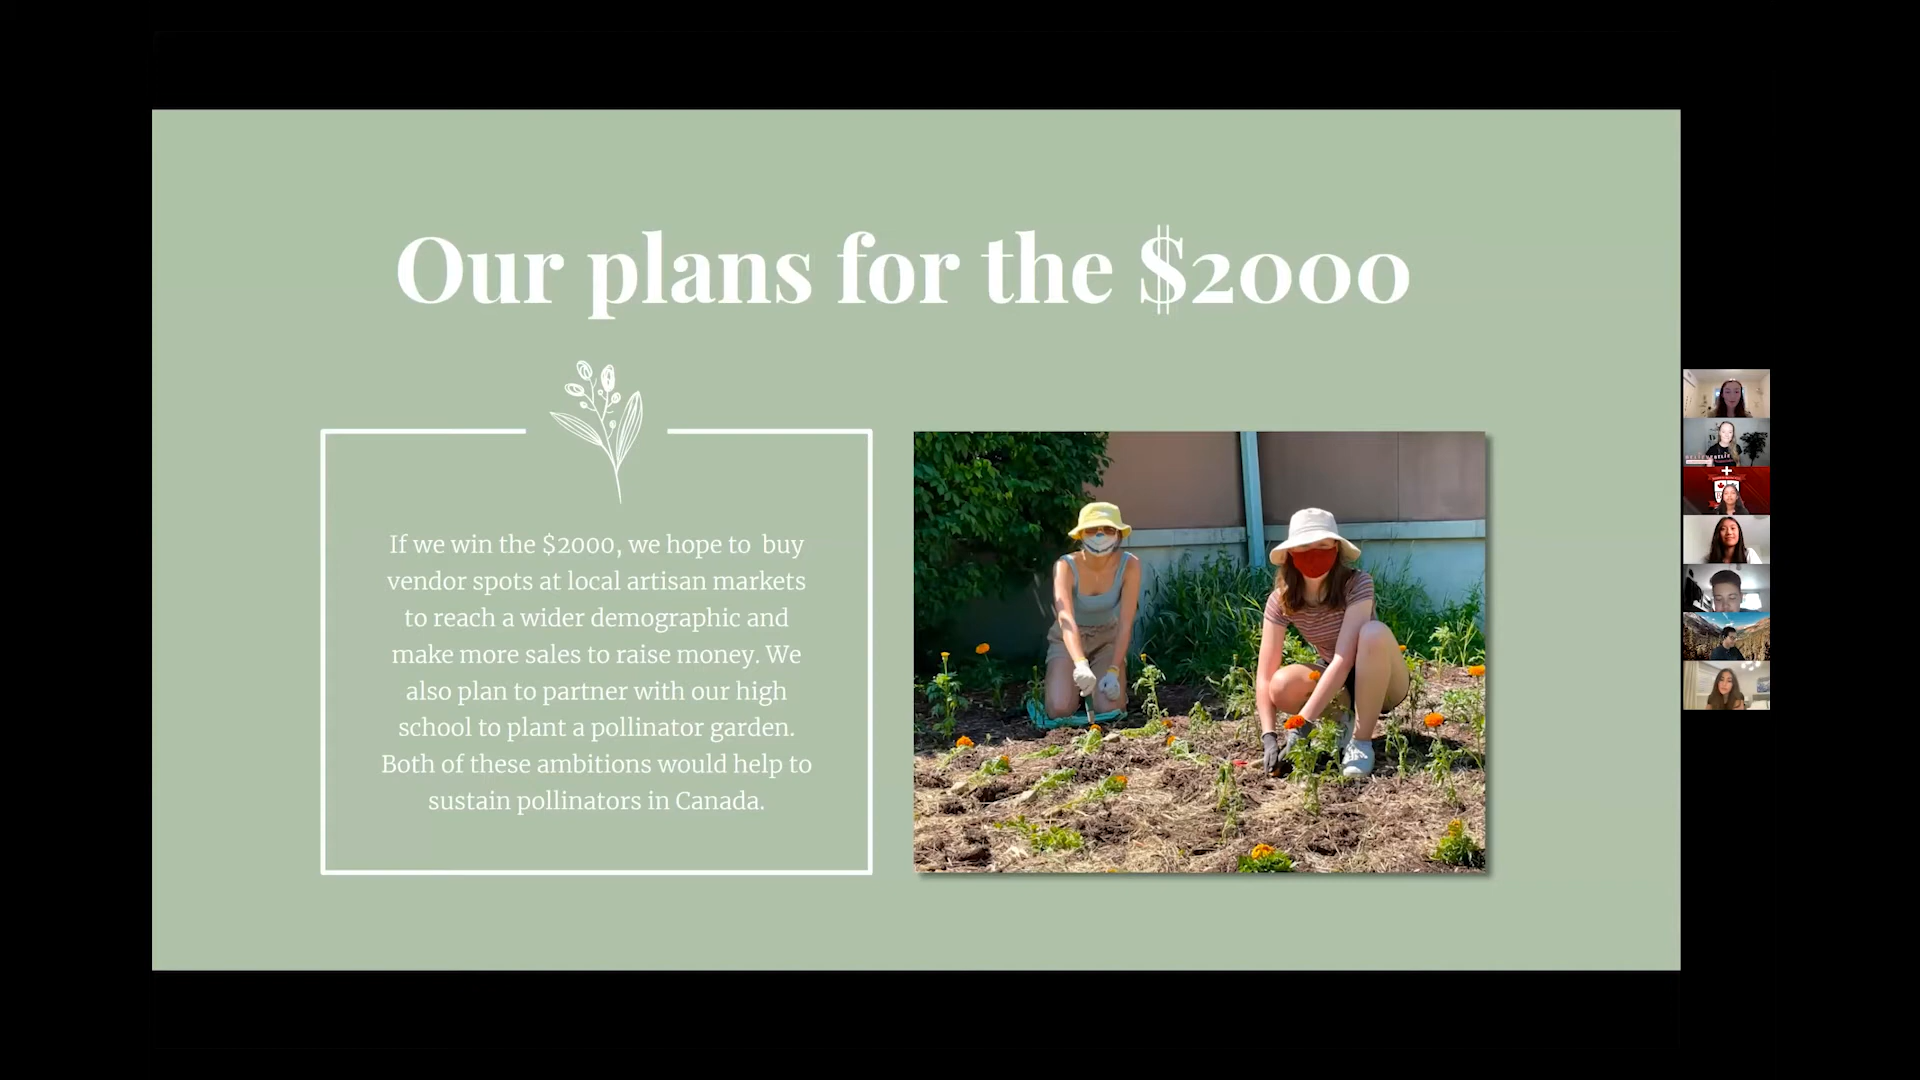 Our plans for the $2000
If we win the $2000, we hope to buy
vendor spots at local artisan markets
to reach a wider demographic and
make more sales to raise money. We
also plan to partner with our high
school to plant a pollinator garden.
Both of these ambitions would help to
sustain pollinators in Canada.